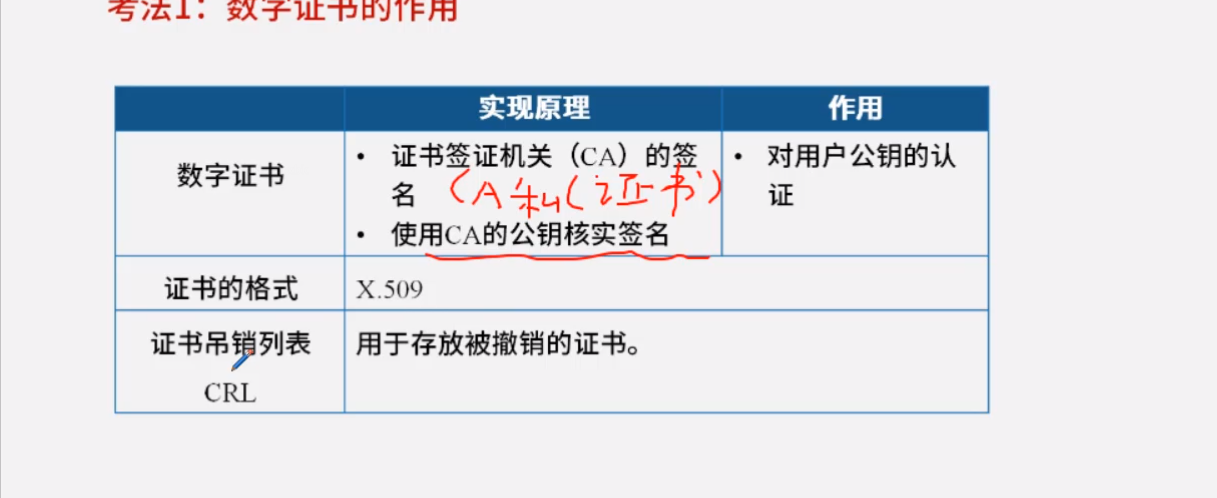 考法1：数字证书的作用
实现原理
作用
数字证书
• 证书签证机关（CA）的签
名
(A私(证书)
• 使用CA的公钥核实签名
• 对用户公钥的认
证
证书的格式
X.509
证书吊销列表
CRL
用于存放被撤销的证书。